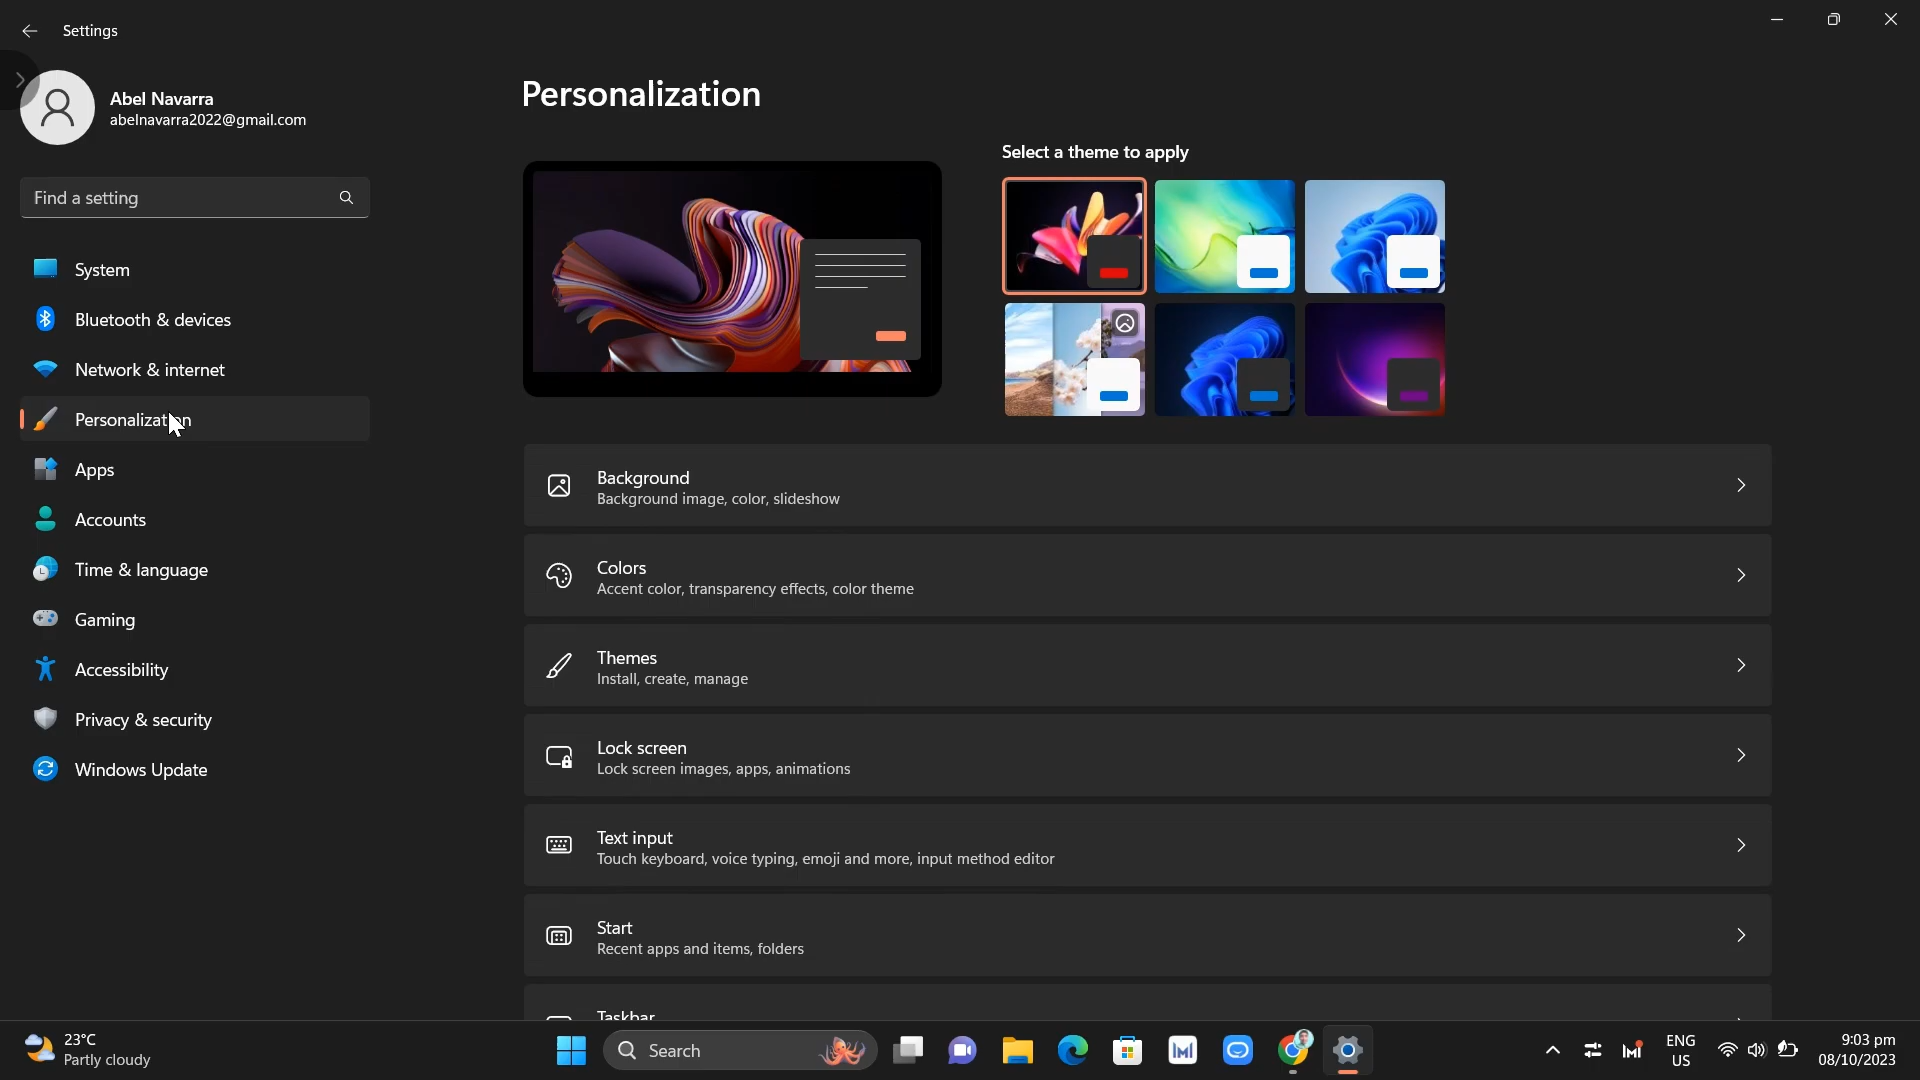 Settings
Abel Navarra
abelnavarra2022@gmail.com
Find a setting
System
Bluetooth & devices
Network & internet
Personalization
Apps
Accounts
Time & language
Gaming
Accessibility
Privacy & security
Windows Update
Personalization
Select a theme to apply
Background
Background image, color, slideshow
Colors
Accent color, transparency effects, color theme
Themes
Install, create, manage
Lock screen
Lock screen images, apps, animations
Text input
Touch keyboard, voice typing, emoji and more, input method editor
Start
Recent apps and items, folders
Taskbar
23°C
Partly cloudy
Search
ENG
US
9:03 pm
08/10/2023